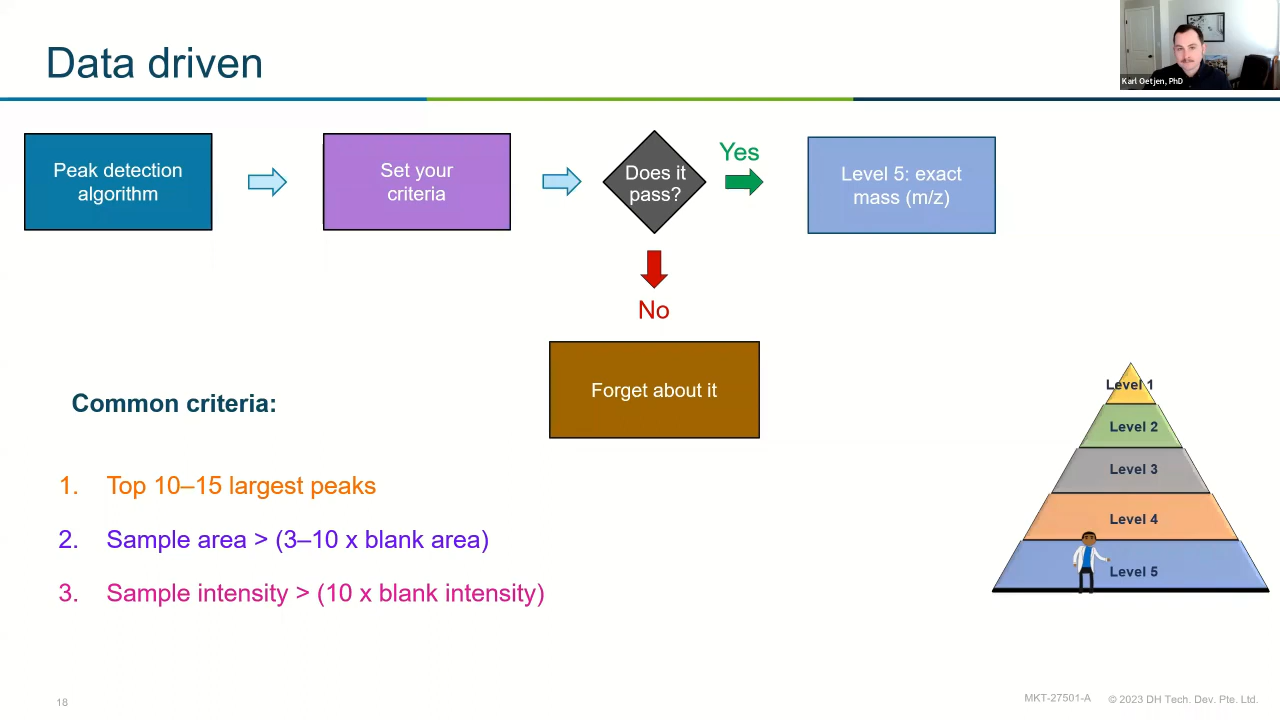 Data driven
Karl Oetjen, PhD
Peak detection
algorithm
Set your
criteria
Does it
pass?
Yes
Level 5: exact
mass (m/z)
No
Forget about it
Common criteria:
1. Top 10–15 largest peaks
2. Sample area > (3–10 x blank area)
3. Sample intensity > (10 x blank intensity)
Level 1
Level 2
Level 3
Level 4
Level 5
18
MKT-27501-A
© 2023 DH Tech. Dev. Pte. Ltd.